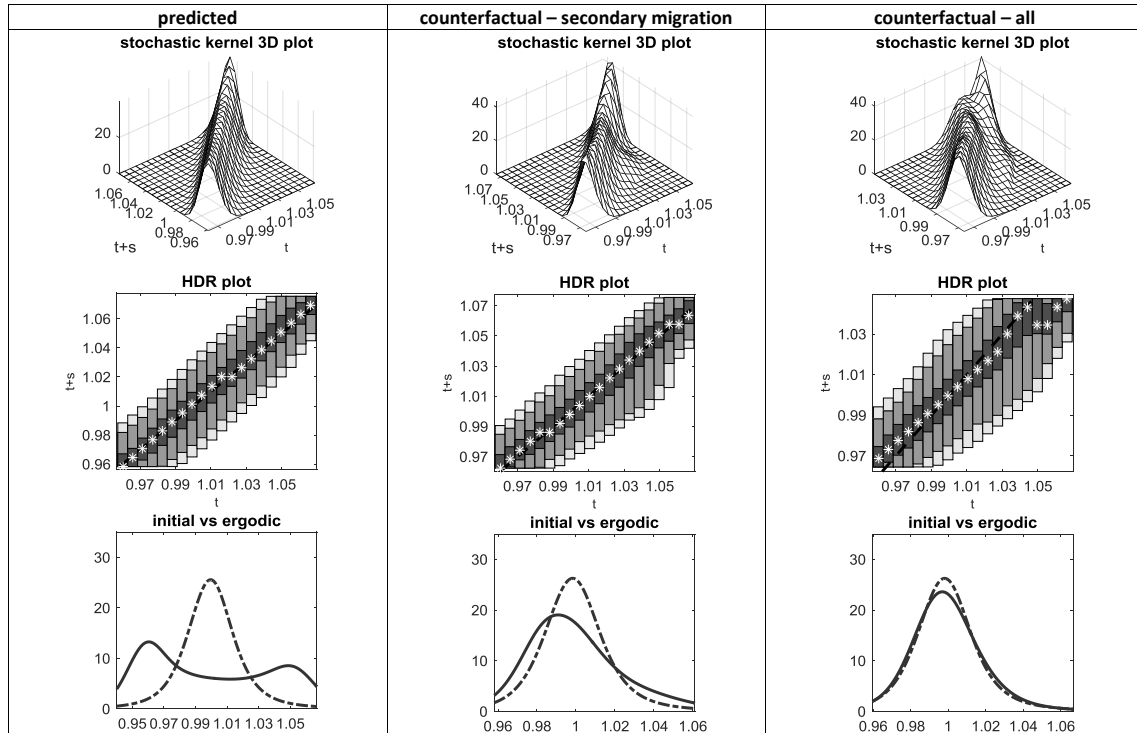 predicted
counterfactual – secondary migration
counterfactual – all
stochastic kernel 3D plot
stochastic kernel 3D plot
stochastic kernel 3D plot
20
0
1.06
1.04
1.02
1
0.98
0.96
t+s
0.97
0.99
1.01
1.03
1.05
t
40
20
0
1.07
1.05
1.03
1.01
0.99
0.97
t+s
0.97
0.99
1.01
1.03
1.05
t
40
20
0
1.03
1.01
0.99
0.97
t+s
0.97
0.99
1.01
1.03
1.05
t
HDR plot
HDR plot
HDR plot
1.06
1.04
1.02
1
0.98
0.96
t+s
0.97 0.99 1.01 1.03 1.05
t
1.07
1.05
1.03
1.01
0.99
0.97
t+s
0.97 0.99 1.01 1.03 1.05
t
1.03
1.01
0.99
0.97
t+s
0.97 0.99 1.01 1.03 1.05
t
initial vs ergodic
initial vs ergodic
initial vs ergodic
30
20
10
0
0.95 0.97 0.99 1.01 1.03 1.05
30
20
10
0
0.96 0.98 1 1.02 1.04 1.06
30
20
10
0
0.96 0.98 1 1.02 1.04 1.06